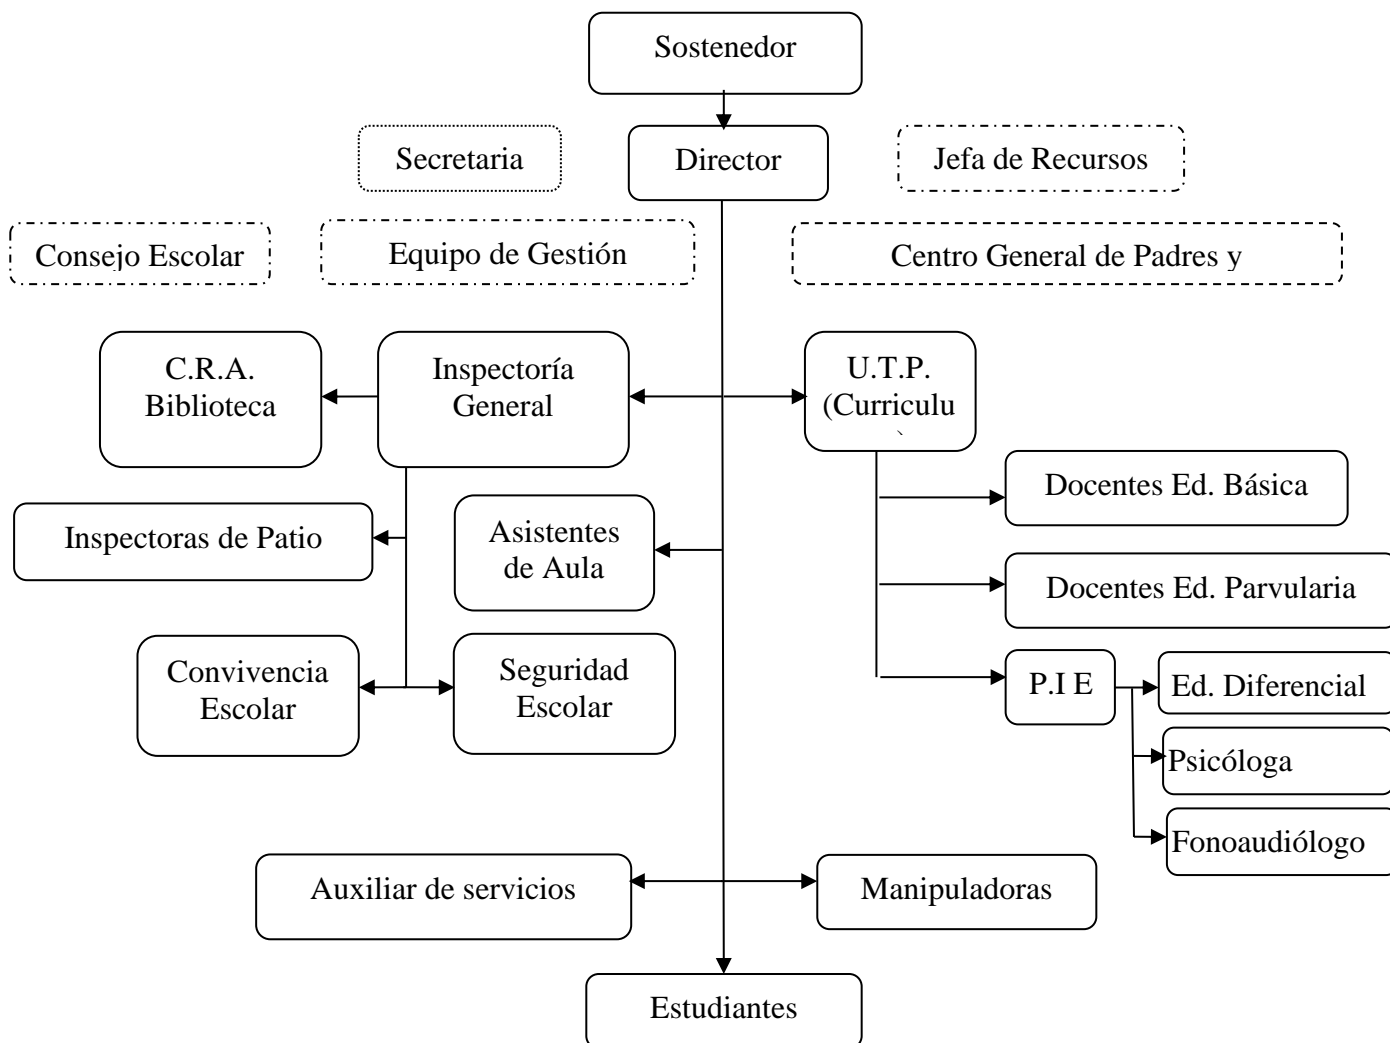 Sostenedor
Secretaria
Director
Jefa de Recursos
Consejo Escolar
Equipo de Gestión
Centro General de Padres y
C.R.A.
Biblioteca
Inspectoría
General
U.T.P.
(Curriculu
Inspectoras de Patio
Asistentes
de Aula
Docentes Ed. Básica
Docentes Ed. Parvularia
Convivencia
Escolar
Seguridad
Escolar
P.I E
Ed. Diferencial
Psicóloga
Fonoaudiólogo
Auxiliar de servicios
Manipuladoras
Estudiantes